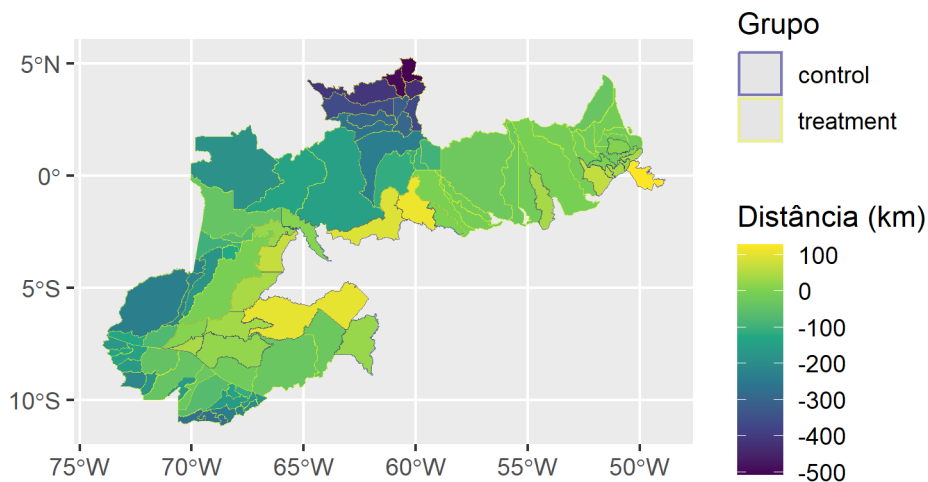 5°N
0°
5°S
10°S
75°W 70°W 65°W 60°W 55°W 50°W
Grupo
control
treatment
Distância (km)
100
0
-100
-200
-300
-400
-500